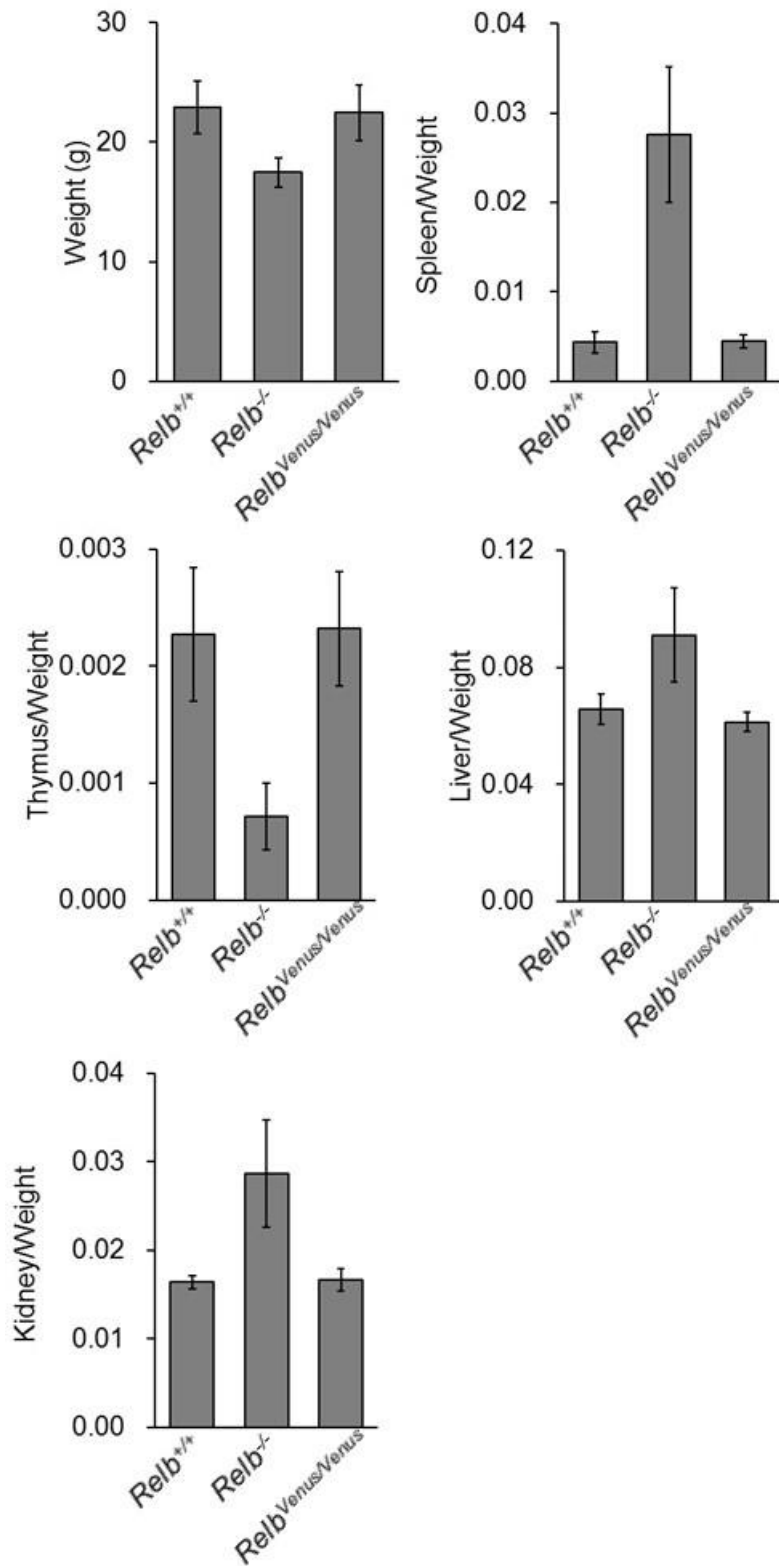 30
20
10
0
Weight (g)
Relb+/+
Relb-/-
RelbVenus/Venus
0.04
0.03
0.02
0.01
0.00
Spleen/Weight
Relb+/+
Relb-/-
RelbVenus/Venus
0.003
0.002
0.001
0.000
Thymus/Weight
Relb+/+
Relb-/-
RelbVenus/Venus
0.12
0.08
0.04
0.00
Liver/Weight
Relb+/+
Relb-/-
RelbVenus/Venus
0.04
0.03
0.02
0.01
0.00
Kidney/Weight
Relb+/+
Relb-/-
RelbVenus/Venus